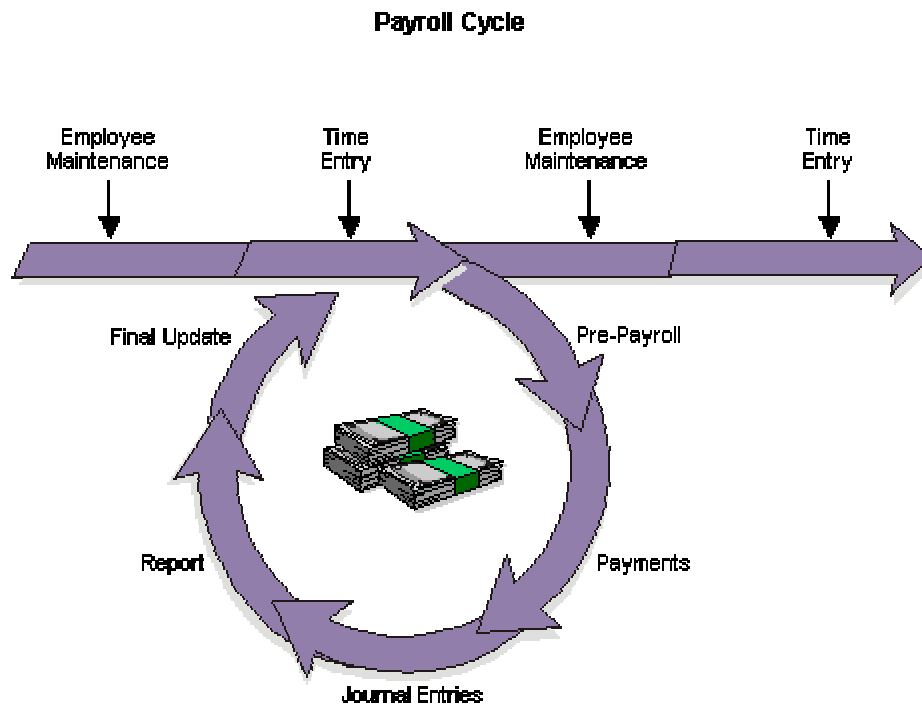 Payroll Cycle
Employee
Maintenance
Time
Entry
Employee
Maintenance
Time
Entry
Final Update
Pre-Payroll
Report
Payments
Journal Entries